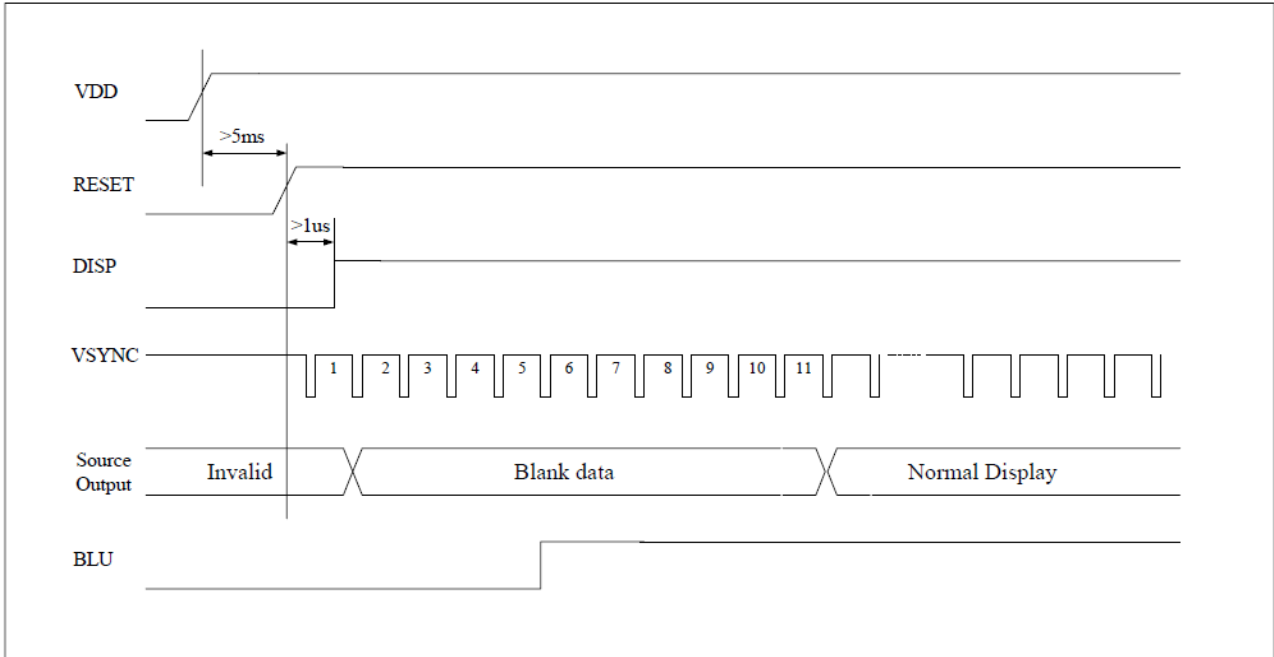 VDD
>5ms
RESET
>1us
DISP
VSYNC
1 2 3 4 5 6 7 8 9 10 11
Source
Output
Invalid
Blank data
Normal Display
BLU